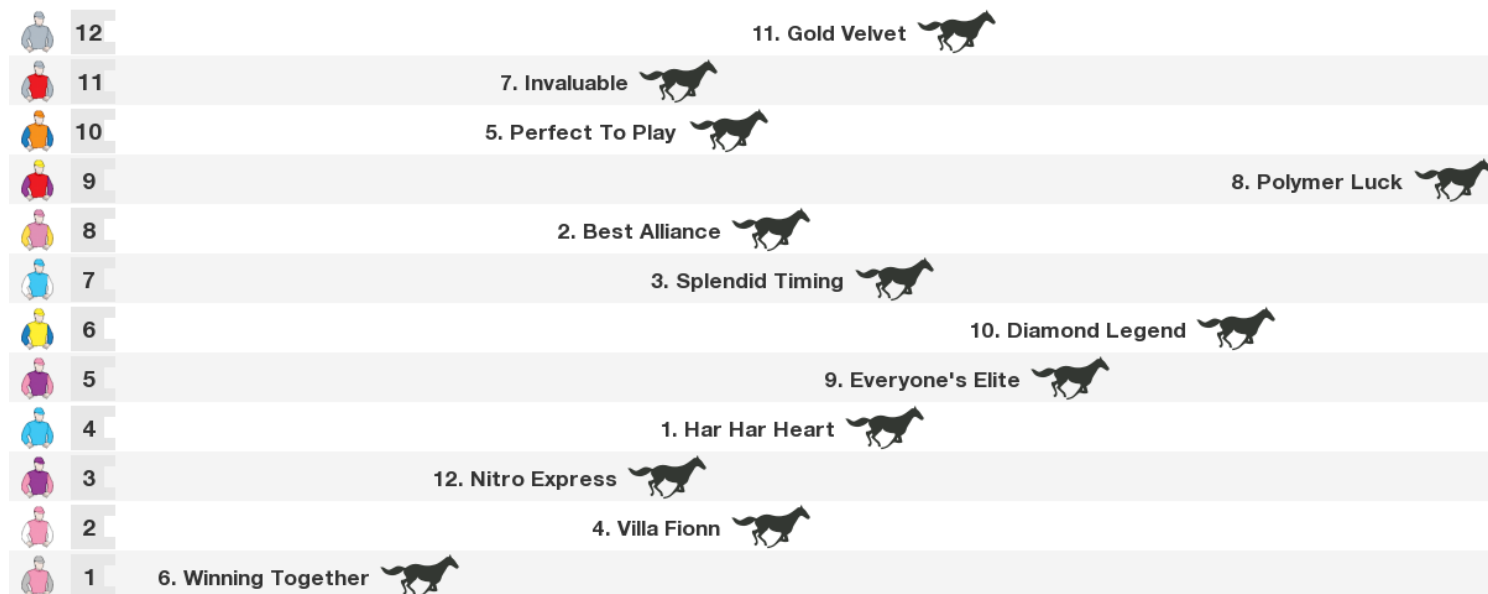 12 11. Gold Velvet
11 7. Invaluable
10 5. Perfect To Play
9 8. Polymer Luck
8 2. Best Alliance
7 3. Splendid Timing
6 10. Diamond Legend
5 9. Everyone's Elite
4 1. Har Har Heart
3 12. Nitro Express
2 4. Villa Fionn
1 6. Winning Together